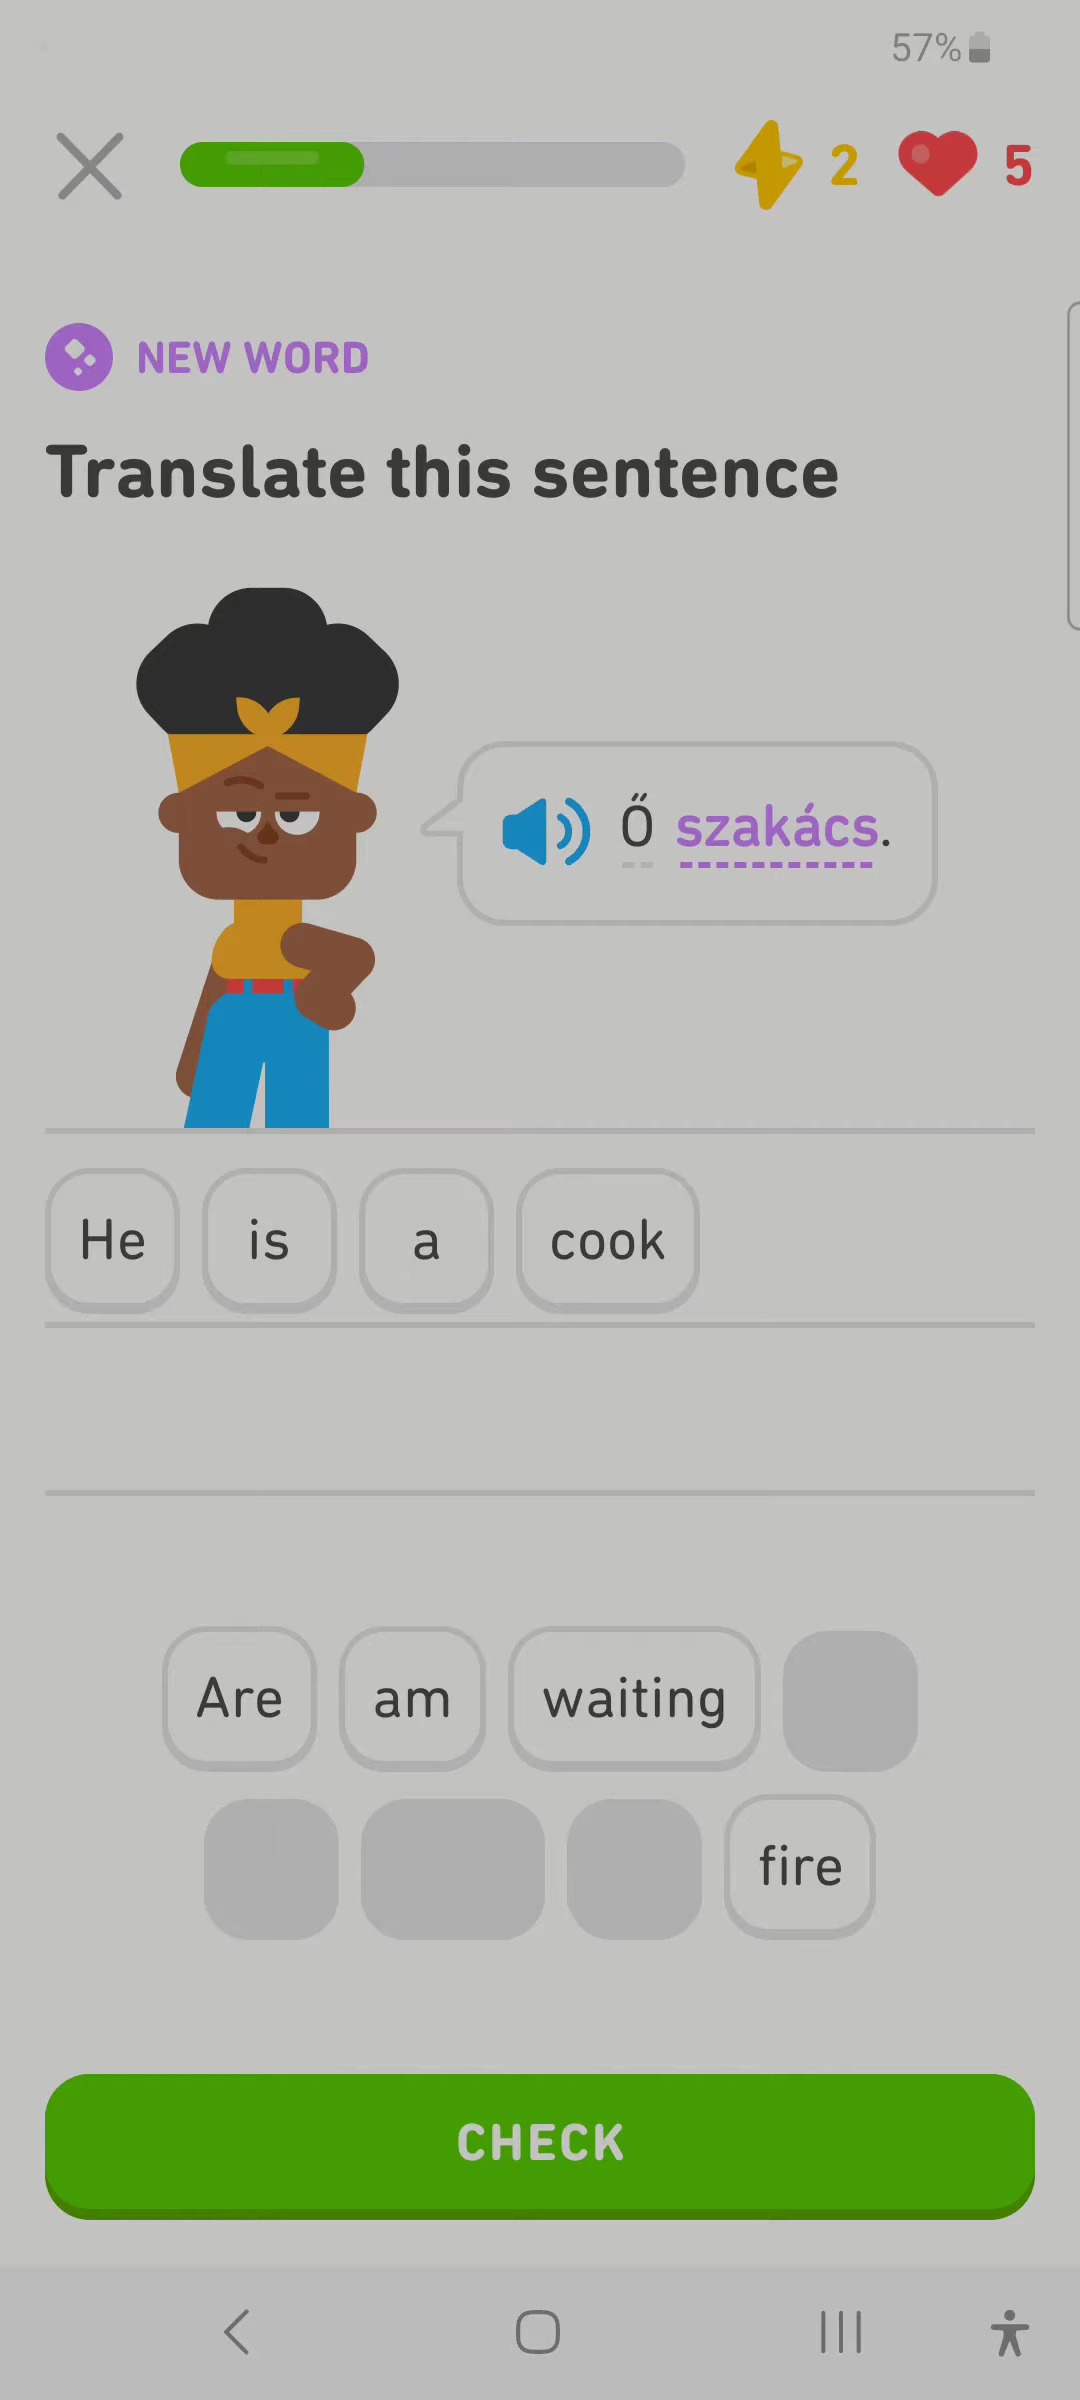 57%
2 5
NEW WORD
Translate this sentence
Ő szakács.
He is a cook
Are am waiting
fire
CHECK